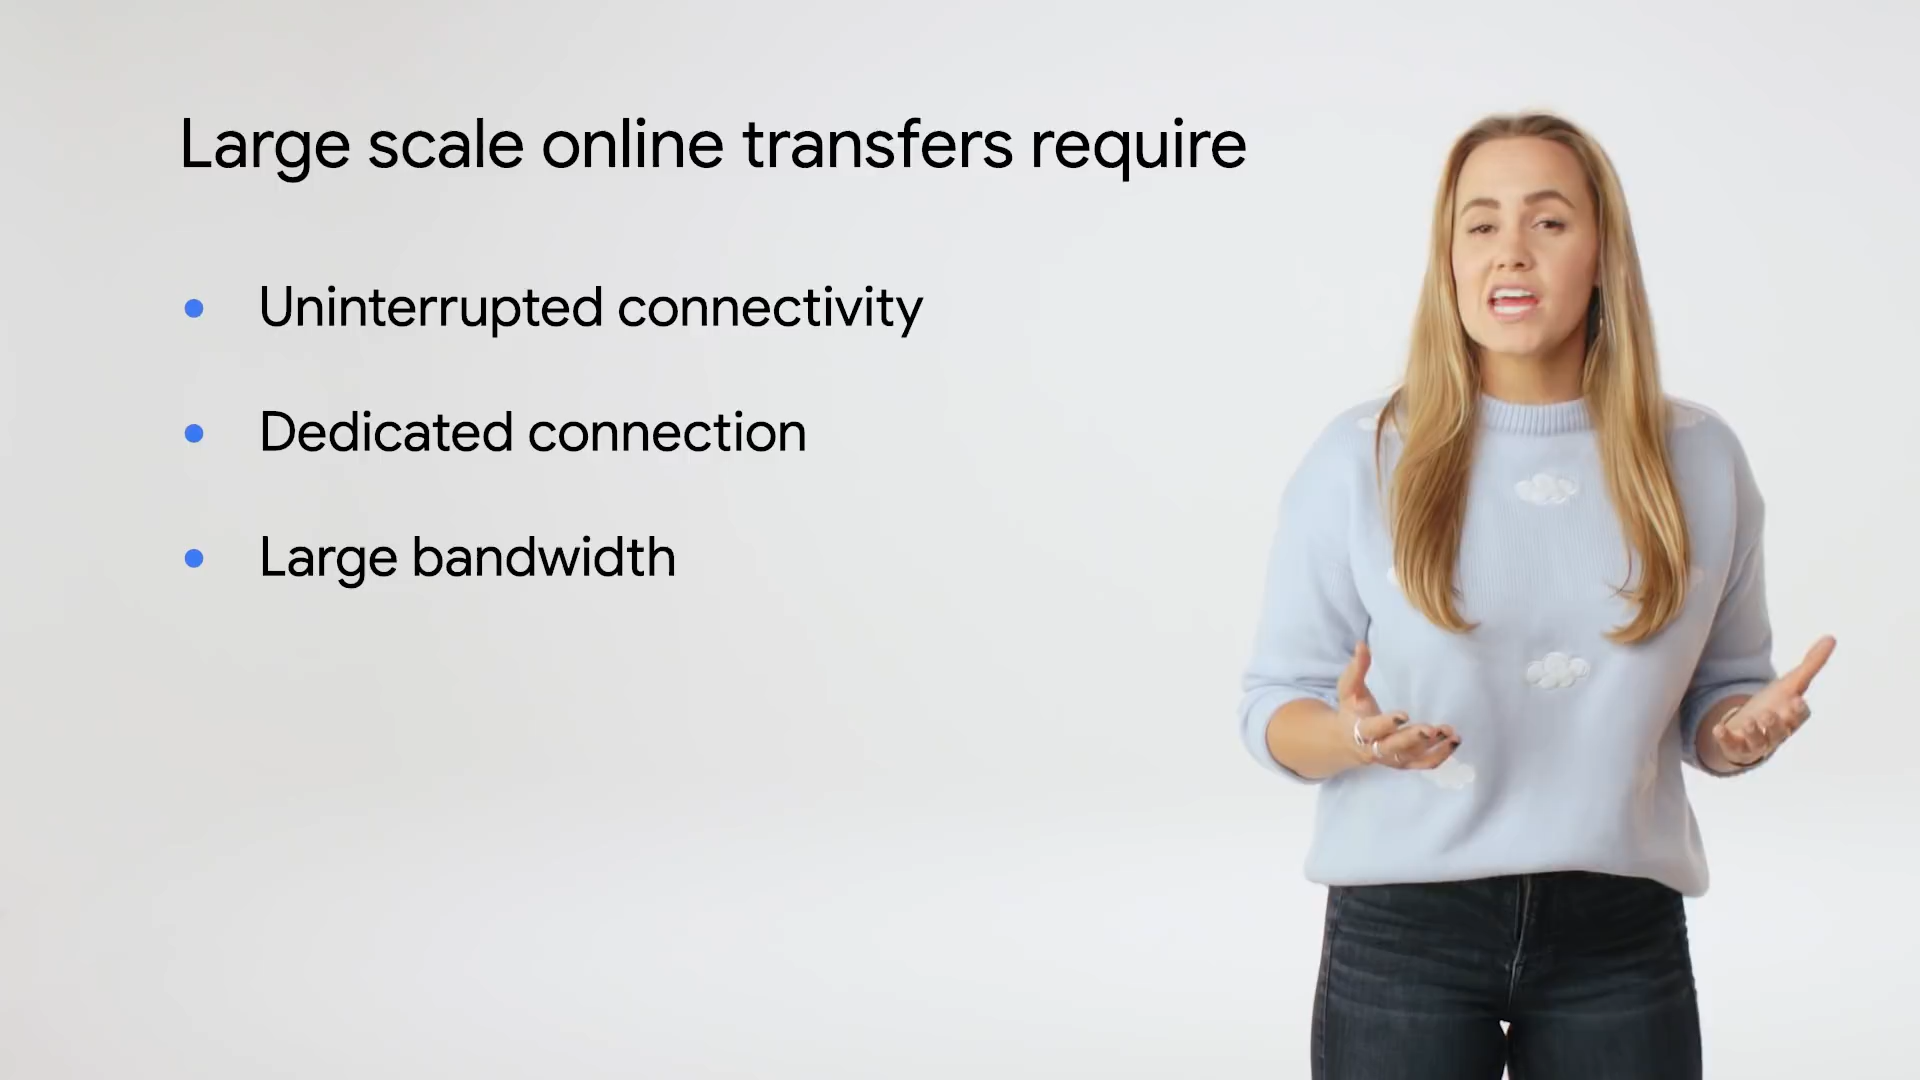 Large scale online transfers require
Uninterrupted connectivity
Dedicated connection
Large bandwidth